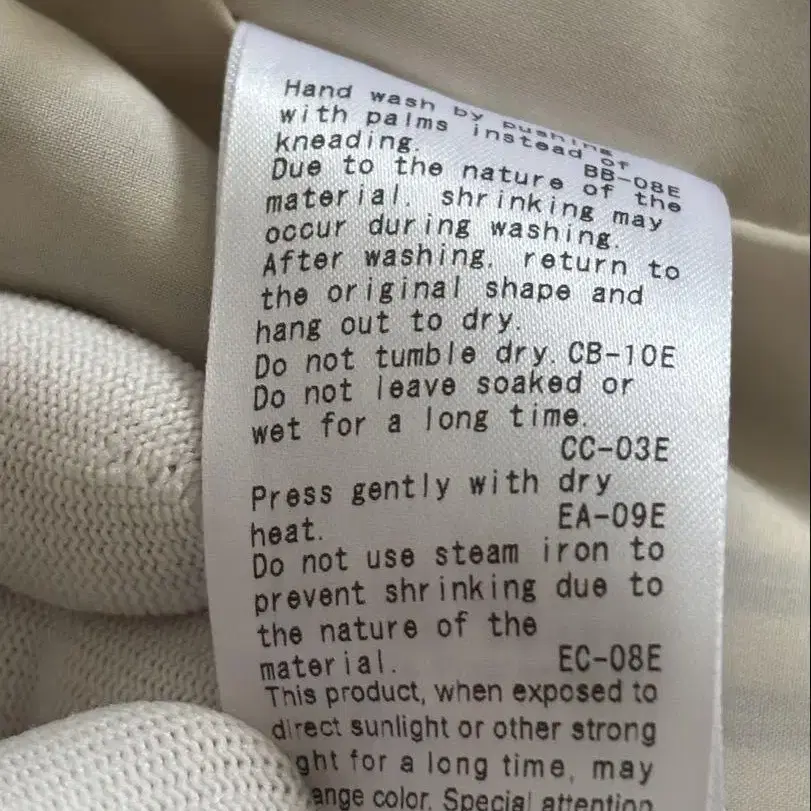 Hand wash by pushing
with palms instead of
kneading. BB-08E
Due to the nature of the
material, shrinking may
occur during washing.
After washing, return to
the original shape and
hang out to dry.
Do not tumble dry. CB-10E
Do not leave soaked or
wet for a long time.
CC-03E
Press gently with dry
heat. EA-09E
Do not use steam iron to
prevent shrinking due to
the nature of the
material. EC-08E
This product, when exposed to
direct sunlight or other strong
ght for a long time, may
ange color. Special attention